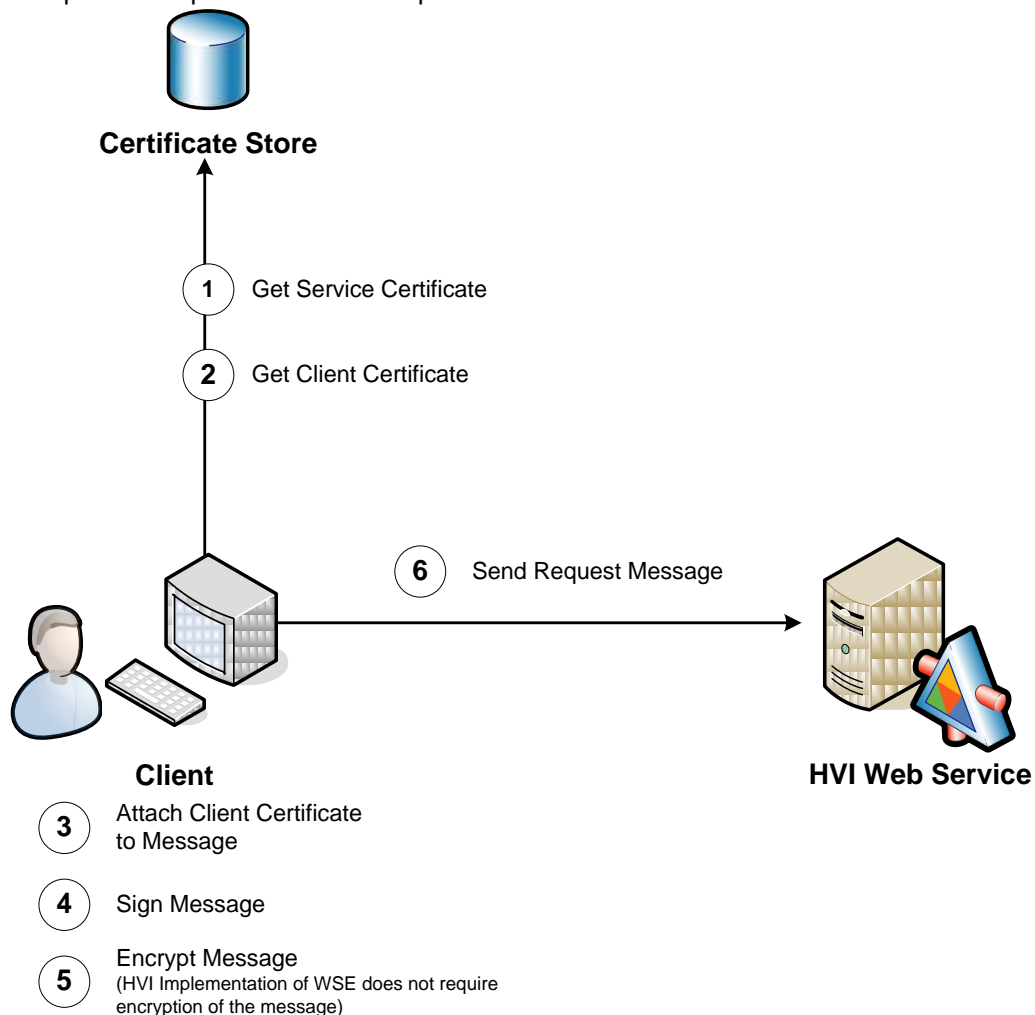 Certificate Store
1 Get Service Certificate
2 Get Client Certificate
6 Send Request Message
Client
HVI Web Service
3 Attach Client Certificate
to Message
4 Sign Message
5 Encrypt Message
(HVI Implementation of WSE does not require
encryption of the message)